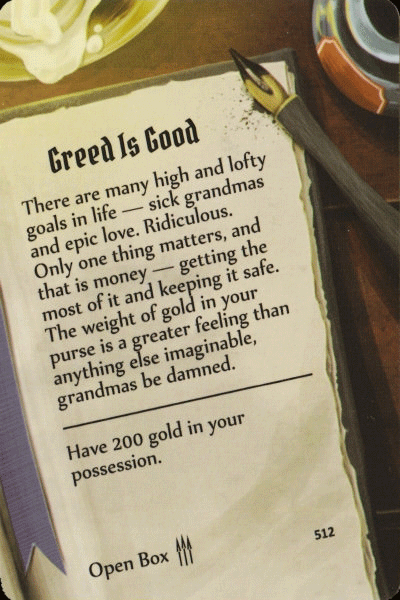 Greed Is Good
There are many high and lofty
goals in life — sick grandmas
and epic love. Ridiculous.
Only one thing matters, and
that is money — getting the
most of it and keeping it safe.
The weight of gold in your
purse is a greater feeling than
anything else imaginable,
grandmas be damned.
Have 200 gold in your
possession.
512
Open Box